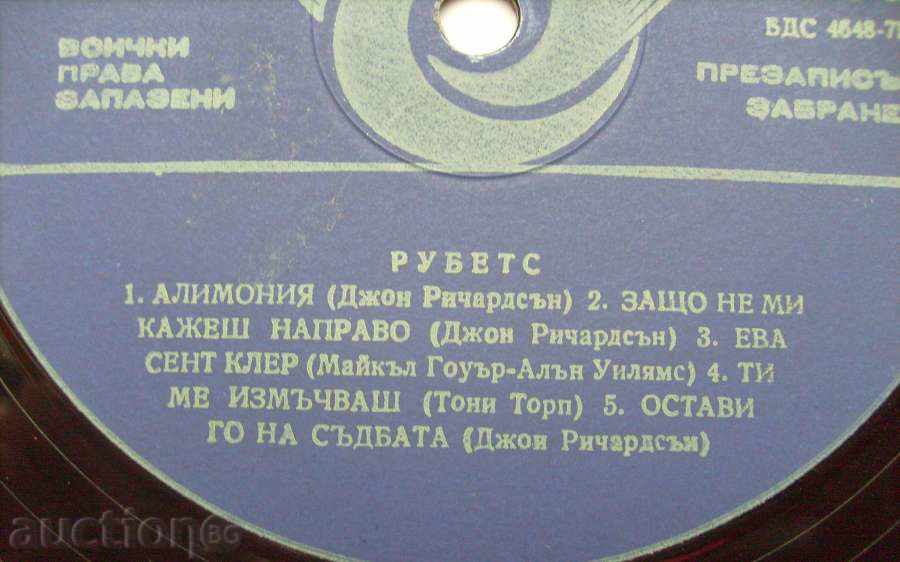 ВСИЧКИ
ПРАВА
ЗАПАЗЕНИ
БДС 4648-7
ПРЕЗАПИСЪ
ЗАБРАНЕ
РУБЕТС
1. АЛИМОНИЯ (Джон Ричардсън) 2. ЗАЩО НЕ МИ
КАЖЕШ НАПРАВО (Джон Ричардсън) 3. ЕВА
СЕНТ КЛЕР (Майкъл Гоуър-Алън Уилямс) 4. ТИ
МЕ ИЗМЪЧВАШ (Тони Торп) 5. ОСТАВИ
ГО НА СЪДБАТА (Джон Ричардсън)
auction.BG